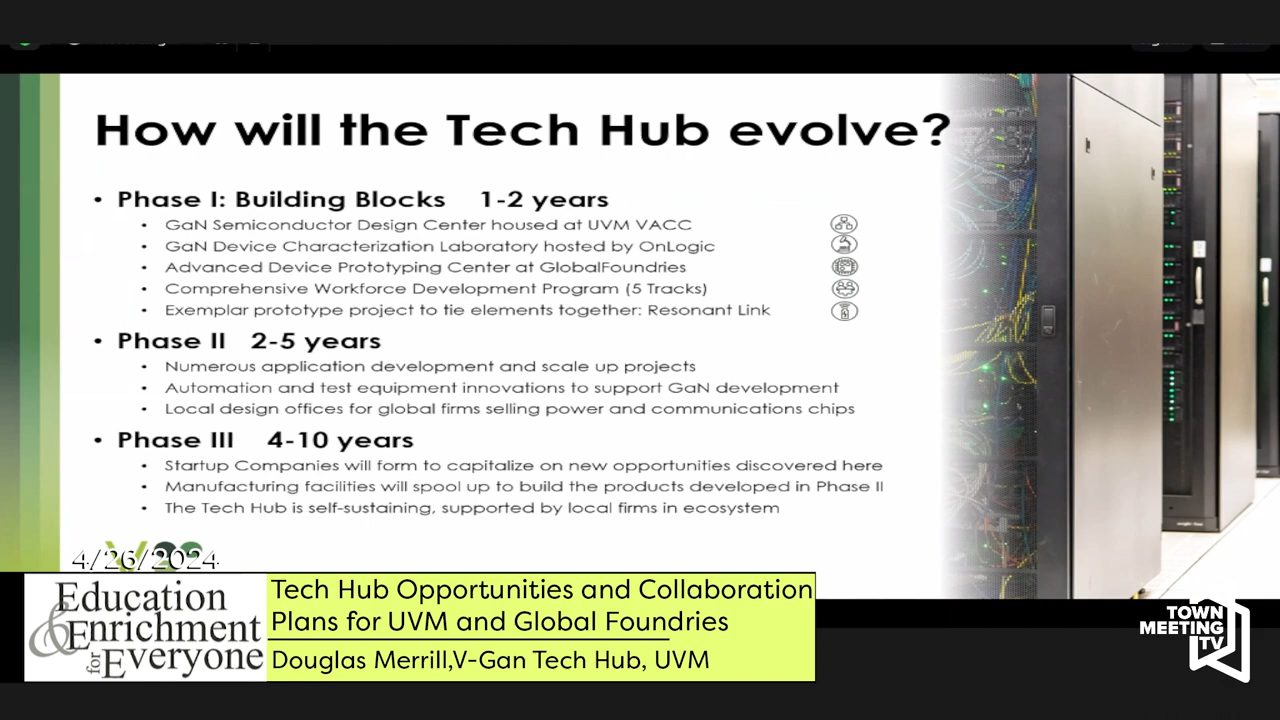 How will the Tech Hub evolve?
• Phase I: Building Blocks 1-2 years
• GaN Semiconductor Design Center housed at UVM VACC
• GaN Device Characterization Laboratory hosted by OnLogic
• Advanced Device Prototyping Center at GlobalFoundries
• Comprehensive Workforce Development Program (5 Tracks)
• Exemplar prototype project to tie elements together: Resonant Link
• Phase II 2-5 years
• Numerous application development and scale up projects
• Automation and test equipment innovations to support GaN development
• Local design offices for global firms selling power and communications chips
• Phase III 4-10 years
• Startup Companies will form to capitalize on new opportunities discovered here
• Manufacturing facilities will spool up to build the products developed in Phase II
• The Tech Hub is self-sustaining, supported by local firms in ecosystem
4/26/2024
Education
& Enrichment
for Everyone
Tech Hub Opportunities and Collaboration
Plans for UVM and Global Foundries
Douglas Merrill,V-Gan Tech Hub, UVM
TOWN
MEETING
TV